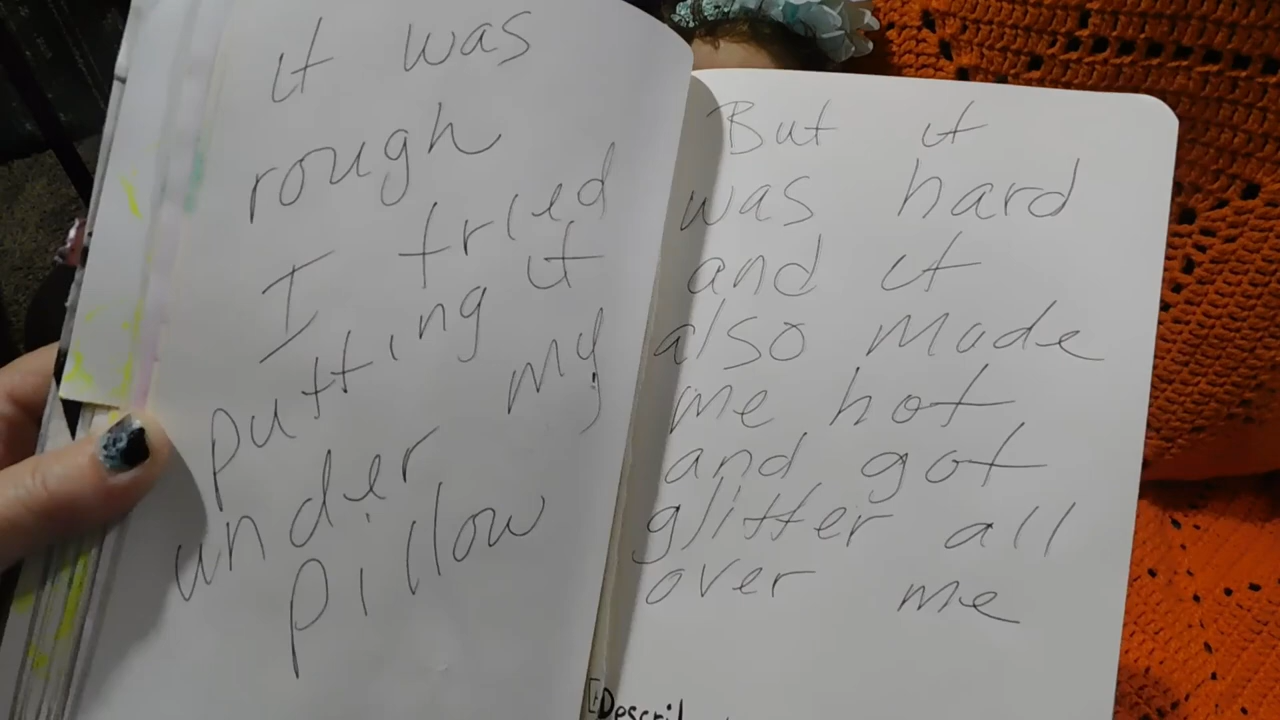 it was
rough
I tried
putting it
under my
pillow
But it
was hard
and it
also made
me hot
and got
glitter all
over me